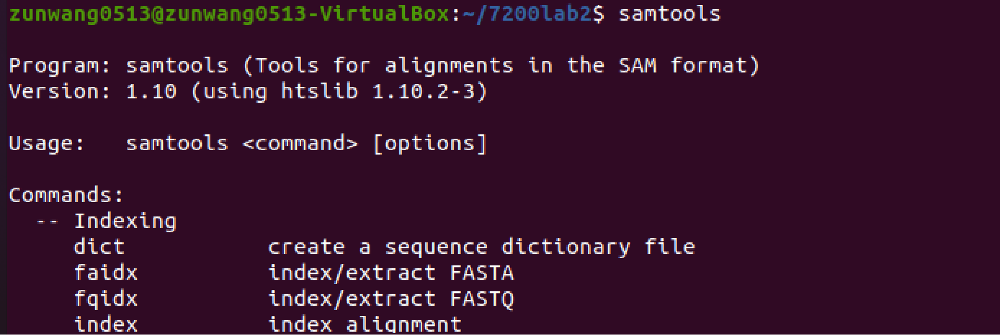 zunwang0513@zunwang0513-VirtualBox:~/7200lab2$ samtools
Program: samtools (Tools for alignments in the SAM format)
Version: 1.10 (using htslib 1.10.2-3)
Usage:   samtools <command> [options]
Commands:
  -- Indexing
     dict           create a sequence dictionary file
     faidx          index/extract FASTA
     fqidx          index/extract FASTQ
     index          index alignment